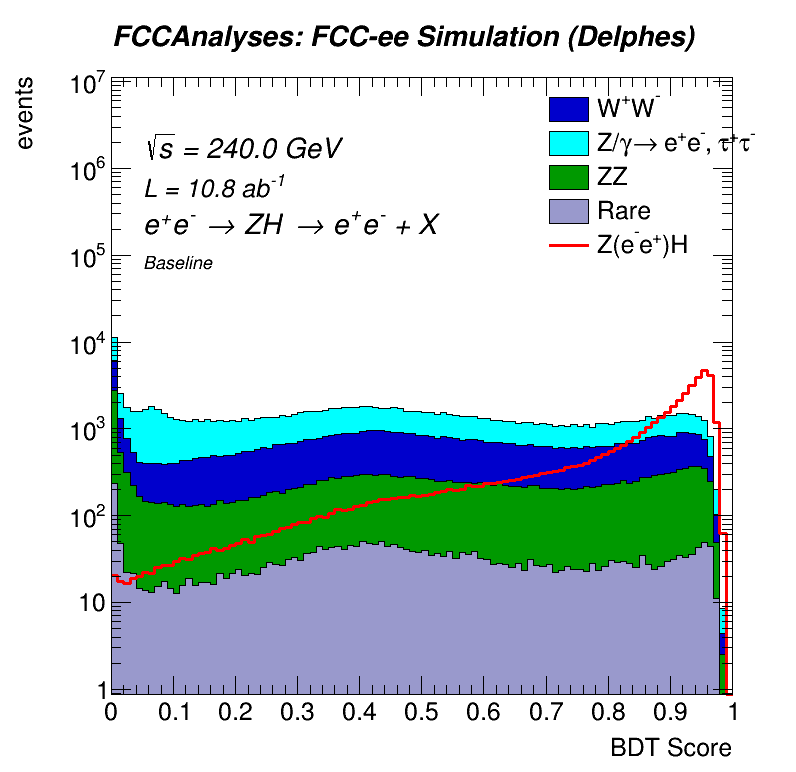 FCCAnalyses: FCC-ee Simulation (Delphes)
events
10⁷
10⁶
10⁵
10⁴
10³
10²
10
1
√s = 240.0 GeV
L = 10.8 ab⁻¹
e⁺e⁻ → ZH → e⁺e⁻ + X
Baseline
W⁺W⁻
Z/γ→ e⁺e⁻, τ⁺τ⁻
ZZ
Rare
Z(e⁻e⁺)H
0 0.1 0.2 0.3 0.4 0.5 0.6 0.7 0.8 0.9 1
BDT Score